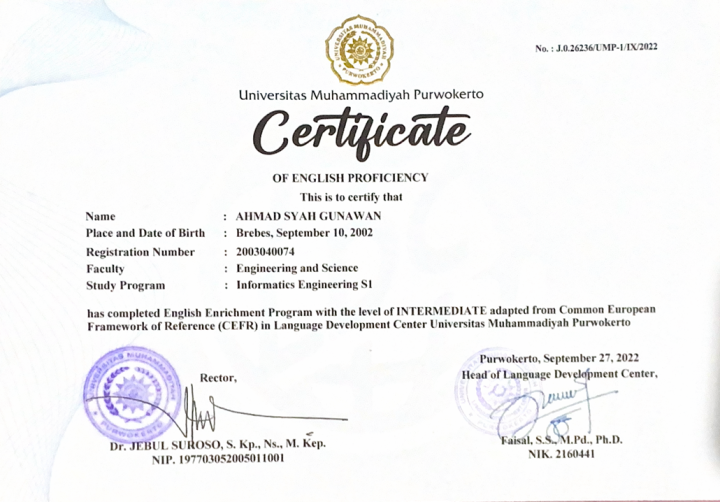 UNIVERSITAS MUHAMMADIYAH
PURWOKERTO
No. : J.0.26236/UMP-1/IX/2022
Universitas Muhammadiyah Purwokerto
Certificate
OF ENGLISH PROFICIENCY
This is to certify that
Name : AHMAD SYAH GUNAWAN
Place and Date of Birth : Brebes, September 10, 2002
Registration Number : 2003040074
Faculty : Engineering and Science
Study Program : Informatics Engineering S1
has completed English Enrichment Program with the level of INTERMEDIATE adapted from Common European
Framework of Reference (CEFR) in Language Development Center Universitas Muhammadiyah Purwokerto
Purwokerto, September 27, 2022
Rector,
Head of Language Development Center,
UNIVERSITAS MUHAMMADIYAH
PURWOKERTO
Dr. JEBUL SUROSO, S. Kp., Ns., M. Kep.
NIP. 197703052005011001
Faisal, S.S., M.Pd., Ph.D.
NIK. 2160441